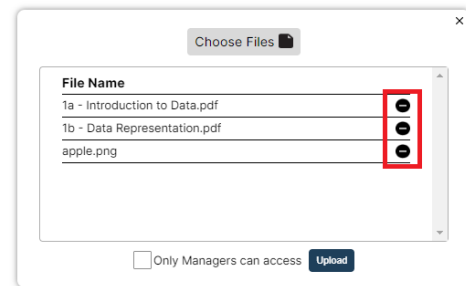 ×
Choose Files
File Name
1a - Introduction to Data.pdf
1b - Data Representation.pdf
apple.png
Only Managers can access Upload